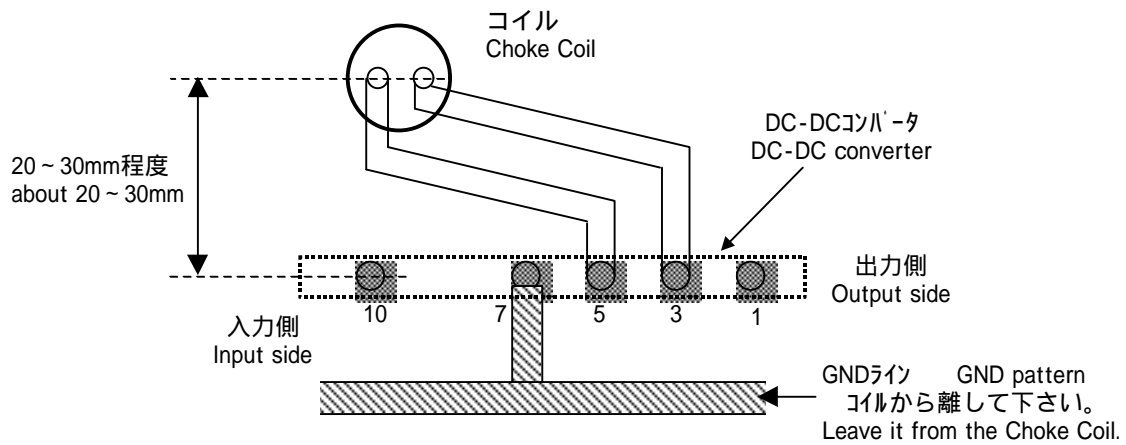 コイル
Choke Coil
DC-DCｺﾝﾊﾞｰﾀ
DC-DC converter
20～30mm程度
about 20～30mm
出力側
Output side
10
7
5
3
1
入力側
Input side
GNDﾗｲﾝ GND pattern
ｺｲﾙから離して下さい。
Leave it from the Choke Coil.